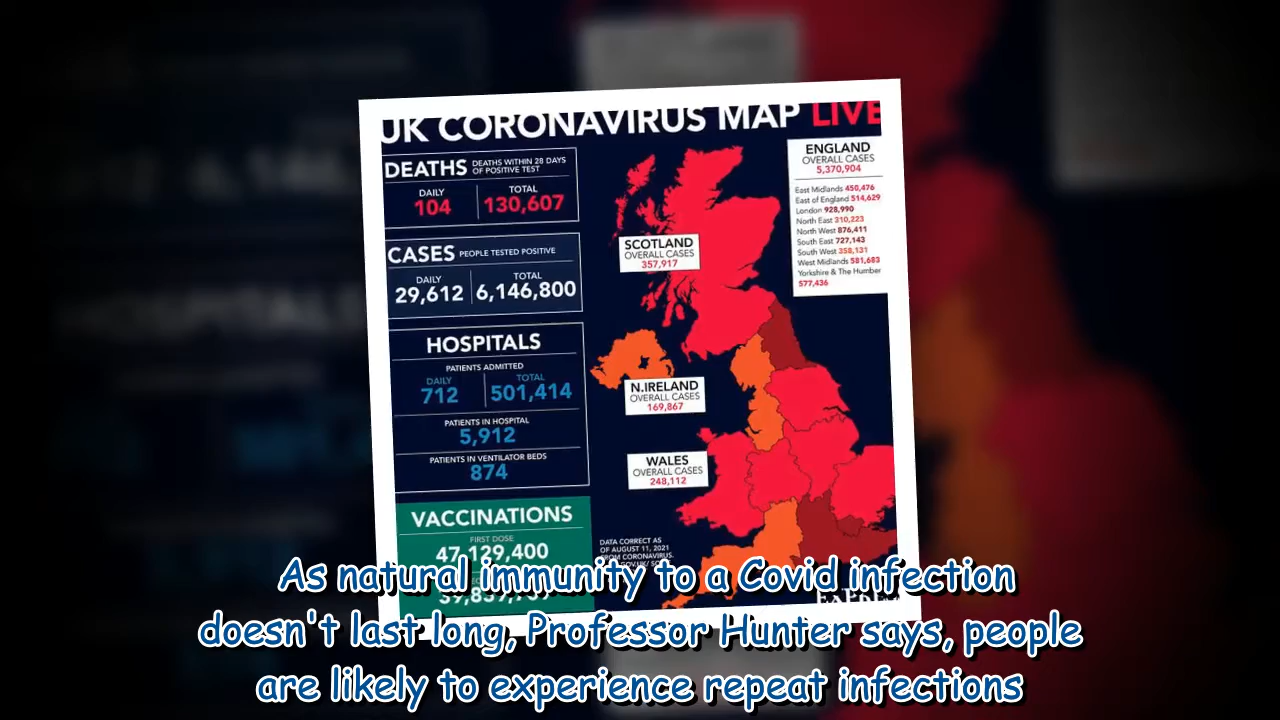 UK CORONAVIRUS MAP LIVE
DEATHS DEATHS WITHIN 28 DAYS OF POSITIVE TEST
DAILY TOTAL
104 130,607
CASES PEOPLE TESTED POSITIVE
DAILY TOTAL
29,612 6,146,800
HOSPITALS
PATIENTS ADMITTED
DAILY TOTAL
712 501,414
PATIENTS IN HOSPITAL
5,912
PATIENTS IN VENTILATOR BEDS
874
VACCINATIONS
FIRST DOSE
47,129,400
SCOTLAND
OVERALL CASES
357,917
N.IRELAND
OVERALL CASES
169,867
WALES
OVERALL CASES
248,112
ENGLAND
OVERALL CASES
5,370,904
East Midlands 450,476
East of England 514,629
London 928,990
North East 310,223
North West 876,411
South East 727,143
South West 358,131
West Midlands 581,683
Yorkshire & The Humber
577,436
DATA CORRECT AS
OF AUGUST 11, 2021
FROM CORONAVIRUS.
As natural immunity to a Covid infection
doesn't last long, Professor Hunter says, people
are likely to experience repeat infections